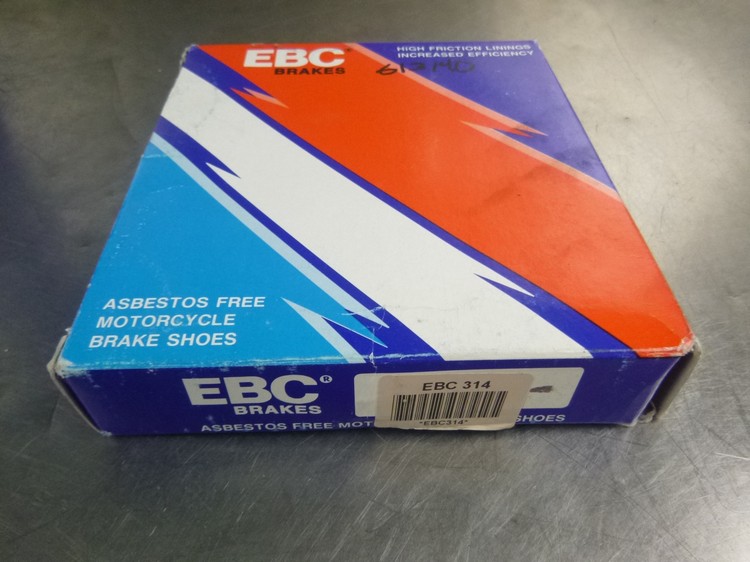 EBC®
BRAKES
HIGH FRICTION LININGS
INCREASED EFFICIENCY
ASBESTOS FREE
MOTORCYCLE
BRAKE SHOES
EBC®
BRAKES
EBC 314
*EBC314*
ASBESTOS FREE MOT SHOES